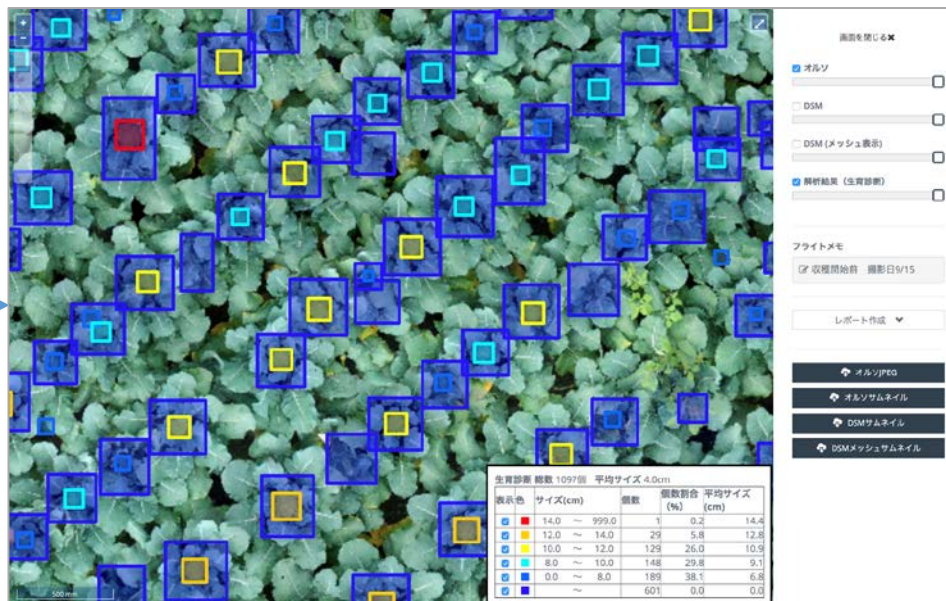 ＋
−
画面を閉じる✖
オルソ
DSM
DSM (メッシュ表示)
解析結果（生育診断）
フライトメモ
収穫開始前　撮影日9/15
レポート作成
オルソJPEG
オルソサムネイル
DSMサムネイル
DSMメッシュサムネイル
生育診断 総数 1097個 平均サイズ 4.0cm
表示 色 サイズ(cm) 個数 個数割合（%） 平均サイズ(cm)
14.0 ～ 999.0 1 0.2 14.4
12.0 ～ 14.0 29 5.8 12.8
10.0 ～ 12.0 129 26.0 10.9
8.0 ～ 10.0 148 29.8 9.1
0.0 ～ 8.0 189 38.1 6.8
～ 601 0.0 0.0
500 mm